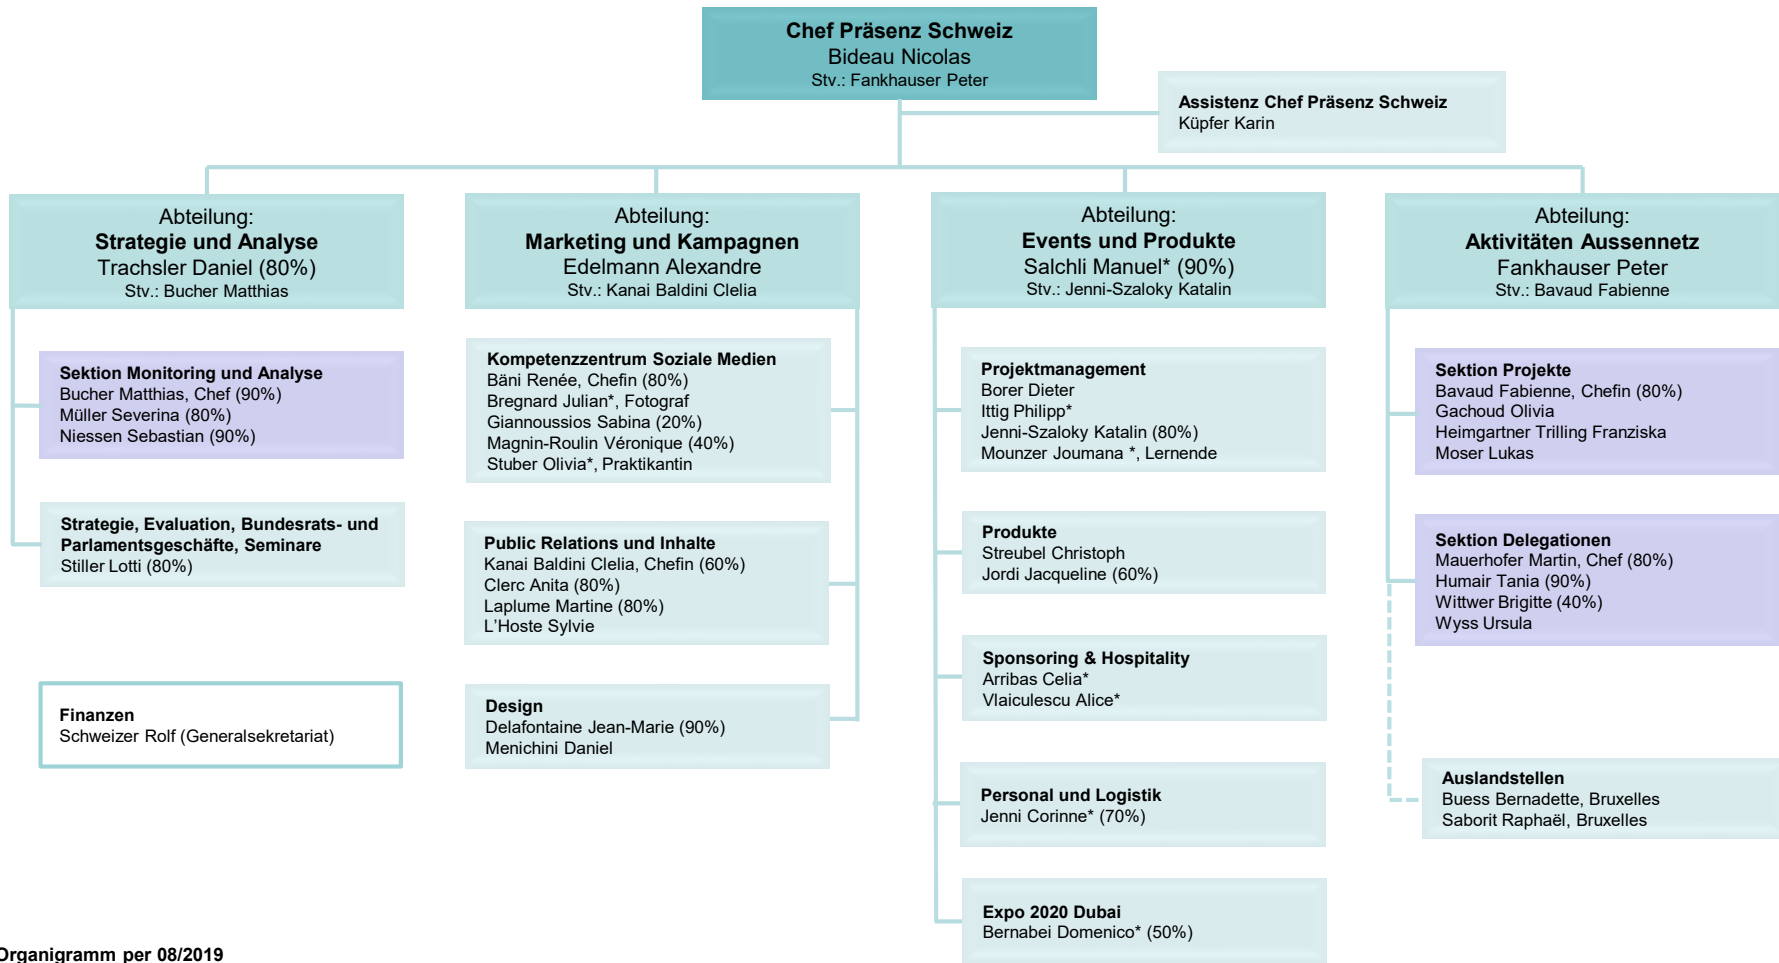 Chef Präsenz Schweiz
Bideau Nicolas
Stv.: Fankhauser Peter
Assistenz Chef Präsenz Schweiz
Küpfer Karin
Abteilung:
Strategie und Analyse
Trachsler Daniel (80%)
Stv.: Bucher Matthias
Sektion Monitoring und Analyse
Bucher Matthias, Chef (90%)
Müller Severina (80%)
Niessen Sebastian (90%)
Strategie, Evaluation, Bundesrats- und
Parlamentsgeschäfte, Seminare
Stiller Lotti (80%)
Finanzen
Schweizer Rolf (Generalsekretariat)
Abteilung:
Marketing und Kampagnen
Edelmann Alexandre
Stv.: Kanai Baldini Clelia
Kompetenzzentrum Soziale Medien
Bäni Renée, Chefin (80%)
Bregnard Julian*, Fotograf
Giannoussios Sabina (20%)
Magnin-Roulin Véronique (40%)
Stuber Olivia*, Praktikantin
Public Relations und Inhalte
Kanai Baldini Clelia, Chefin (60%)
Clerc Anita (80%)
Laplume Martine (80%)
L'Hoste Sylvie
Design
Delafontaine Jean-Marie (90%)
Menichini Daniel
Abteilung:
Events und Produkte
Salchli Manuel* (90%)
Stv.: Jenni-Szaloky Katalin
Projektmanagement
Borer Dieter
Ittig Philipp*
Jenni-Szaloky Katalin (80%)
Mounzer Joumana *, Lernende
Produkte
Streubel Christoph
Jordi Jacqueline (60%)
Sponsoring & Hospitality
Arribas Celia*
Vlaiculescu Alice*
Personal und Logistik
Jenni Corinne* (70%)
Expo 2020 Dubai
Bernabei Domenico* (50%)
Abteilung:
Aktivitäten Aussennetz
Fankhauser Peter
Stv.: Bavaud Fabienne
Sektion Projekte
Bavaud Fabienne, Chefin (80%)
Gachoud Olivia
Heimgartner Trilling Franziska
Moser Lukas
Sektion Delegationen
Mauerhofer Martin, Chef (80%)
Humair Tania (90%)
Wittwer Brigitte (40%)
Wyss Ursula
Auslandstellen
Buess Bernadette, Bruxelles
Saborit Raphaël, Bruxelles
Organigramm per 08/2019